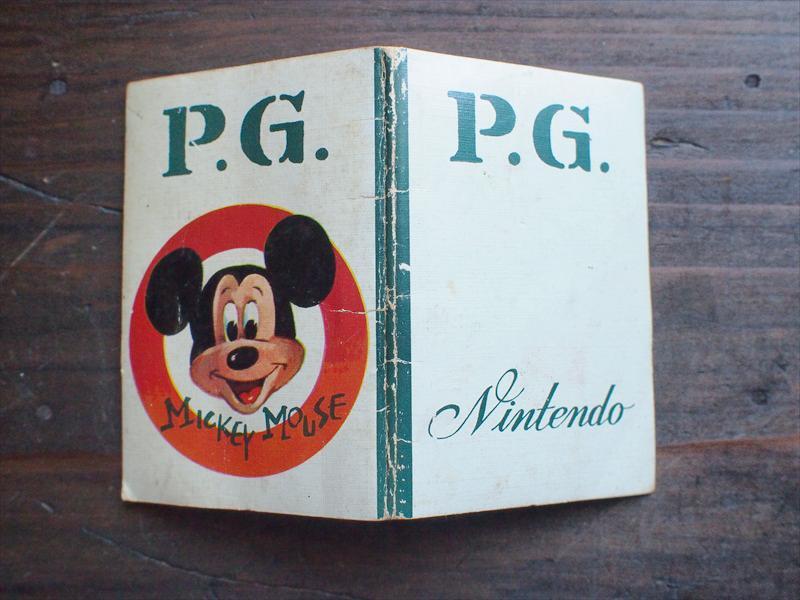 P.G.
MICKEY MOUSE
P.G.
Nintendo